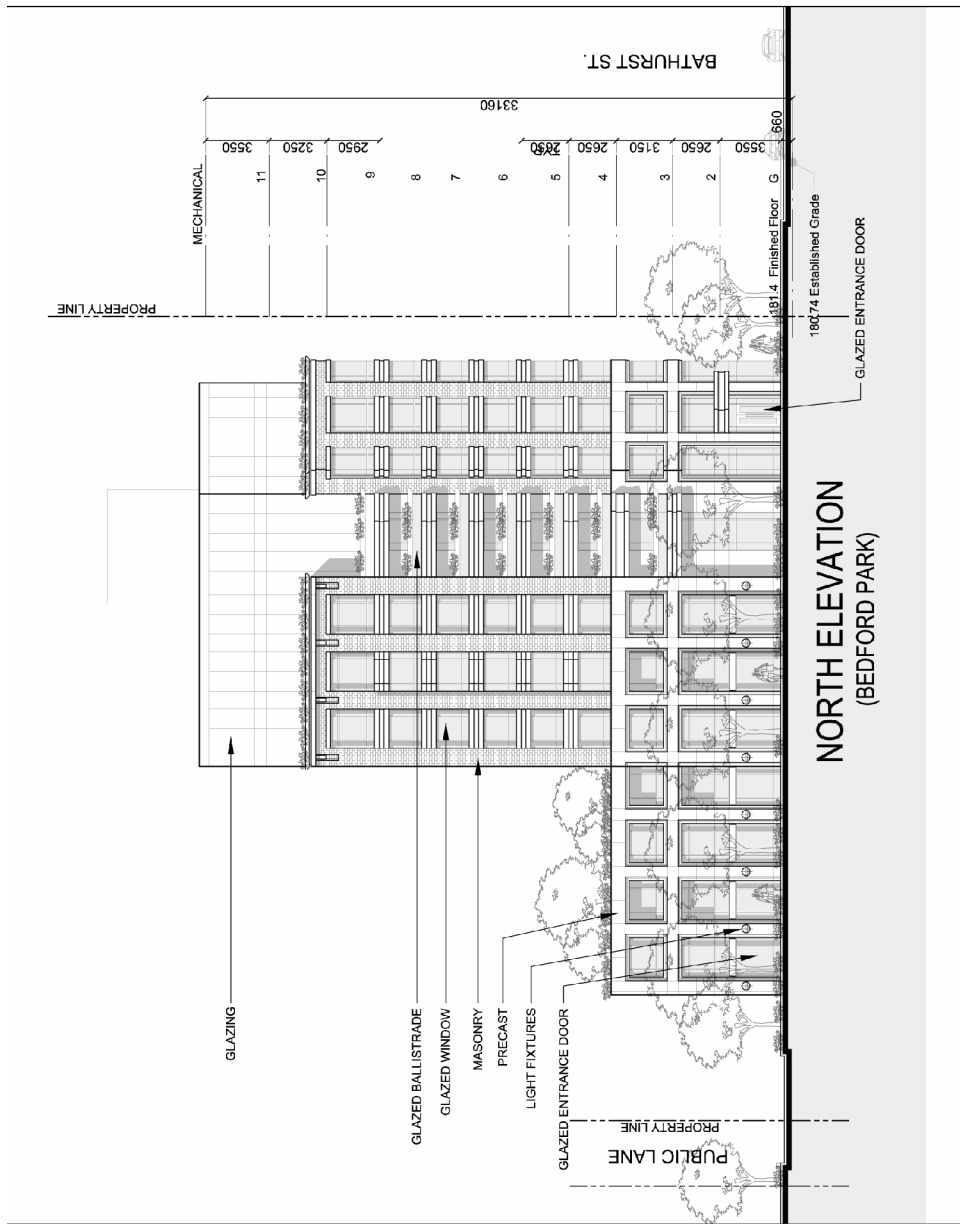 BATHURST ST.
33160
3550
3250
2950
2650
TYP.
2650
3150
2650
3550
660
MECHANICAL
11
10
9
8
7
6
5
4
3
2
G
181.4 Finished Floor
180.74 Established Grade
PROPERTY LINE
GLAZED ENTRANCE DOOR
GLAZING
GLAZED BALLISTRADE
GLAZED WINDOW
MASONRY
PRECAST
LIGHT FIXTURES
GLAZED ENTRANCE DOOR
PROPERTY LINE
PUBLIC LANE
NORTH ELEVATION
(BEDFORD PARK)